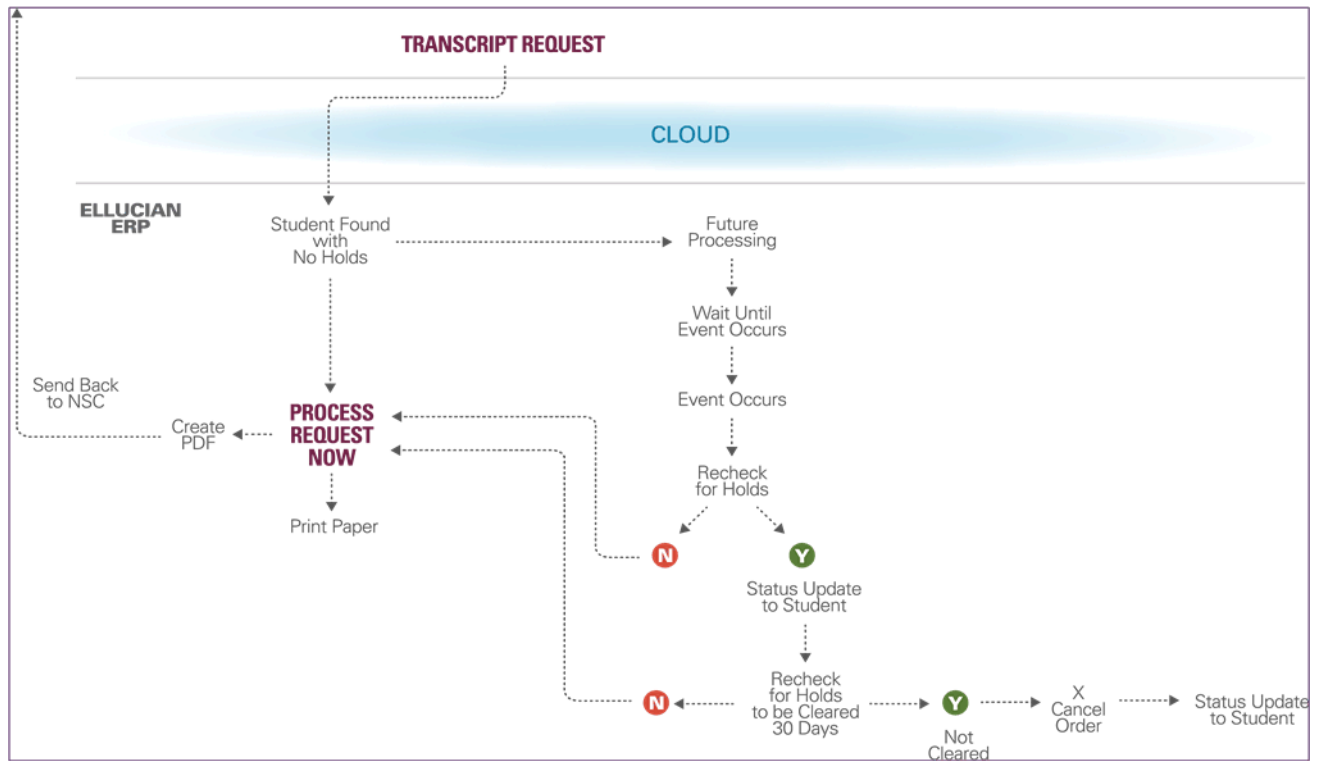 TRANSCRIPT REQUEST
CLOUD
ELLUCIAN
ERP
Student Found
with
No Holds
Future
Processing
Wait Until
Event Occurs
Send Back
to NSC
Event Occurs
Create
PDF
PROCESS
REQUEST
NOW
Recheck
for Holds
Print Paper
N
Y
Status Update
to Student
N
Recheck
for Holds
to be Cleared
30 Days
Y
Not
Cleared
X
Cancel
Order
Status Update
to Student